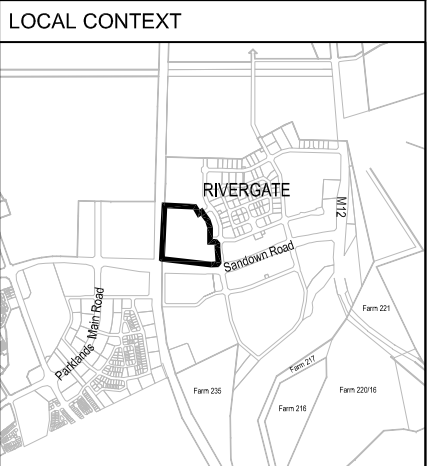 LOCAL CONTEXT
RIVERGATE
M12
Sandown Road
Parklands Main Road
Farm 221
Farm 217
Farm 235
Farm 220/16
Farm 216